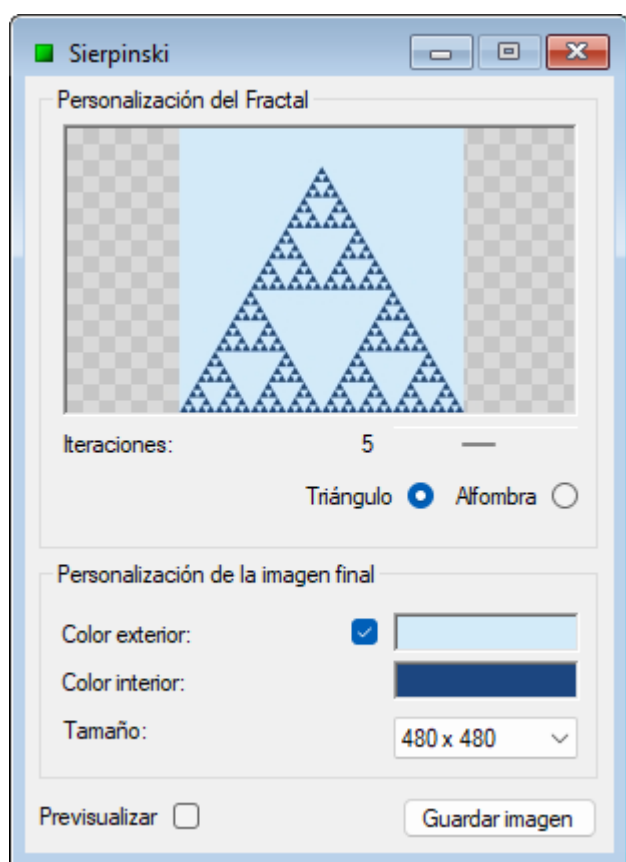 Sierpinski
Personalización del Fractal
Iteraciones: 5
Triángulo Alfombra
Personalización de la imagen final
Color exterior:
Color interior:
Tamaño: 480 x 480
Previsualizar Guardar imagen